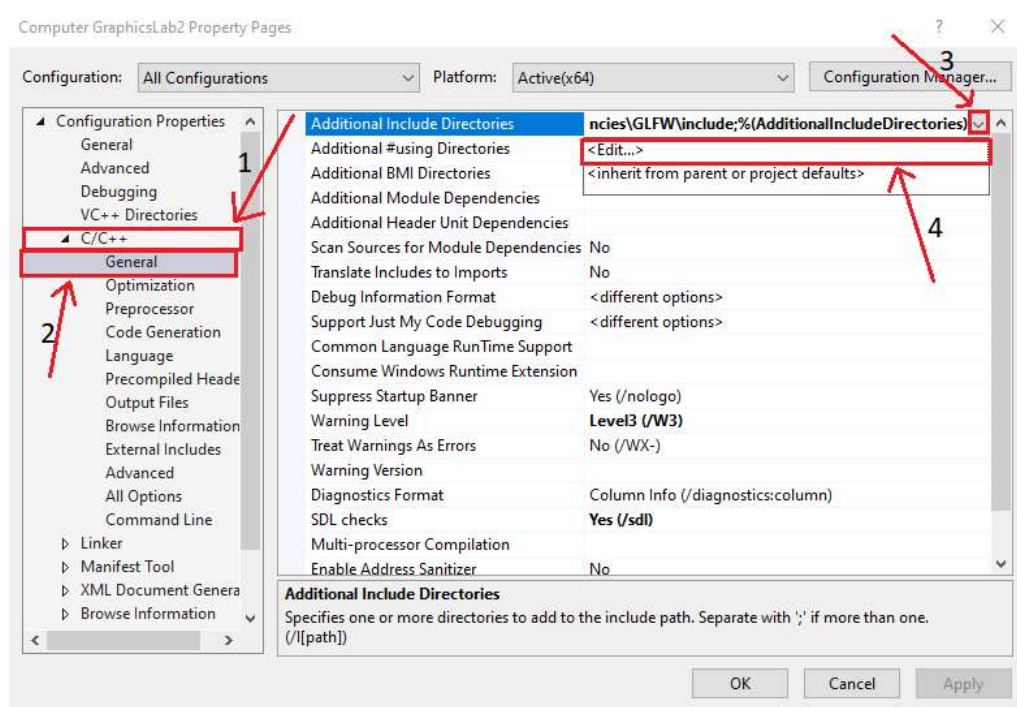 Computer GraphicsLab2 Property Pages ?
Configuration: All Configurations Platform: Active(x64) Configuration Manager...
3
Configuration Properties
General
Advanced
Debugging
VC++ Directories
C/C++
General
Optimization
Preprocessor
Code Generation
Language
Precompiled Heade
Output Files
Browse Information
External Includes
Advanced
All Options
Command Line
Linker
Manifest Tool
XML Document Genera
Browse Information
1
2
Additional Include Directories ncies\GLFW\include;%(AdditionalIncludeDirectories)
Additional #using Directories <Edit...>
Additional BMI Directories <inherit from parent or project defaults>
Additional Module Dependencies
Additional Header Unit Dependencies
4
Scan Sources for Module Dependencies No
Translate Includes to Imports No
Debug Information Format <different options>
Support Just My Code Debugging <different options>
Common Language RunTime Support
Consume Windows Runtime Extension
Suppress Startup Banner Yes (/nologo)
Warning Level Level3 (/W3)
Treat Warnings As Errors No (/WX-)
Warning Version
Diagnostics Format Column Info (/diagnostics:column)
SDL checks Yes (/sdl)
Multi-processor Compilation
Enable Address Sanitizer No
Additional Include Directories
Specifies one or more directories to add to the include path. Separate with ';' if more than one.
(/I[path])
OK Cancel Apply